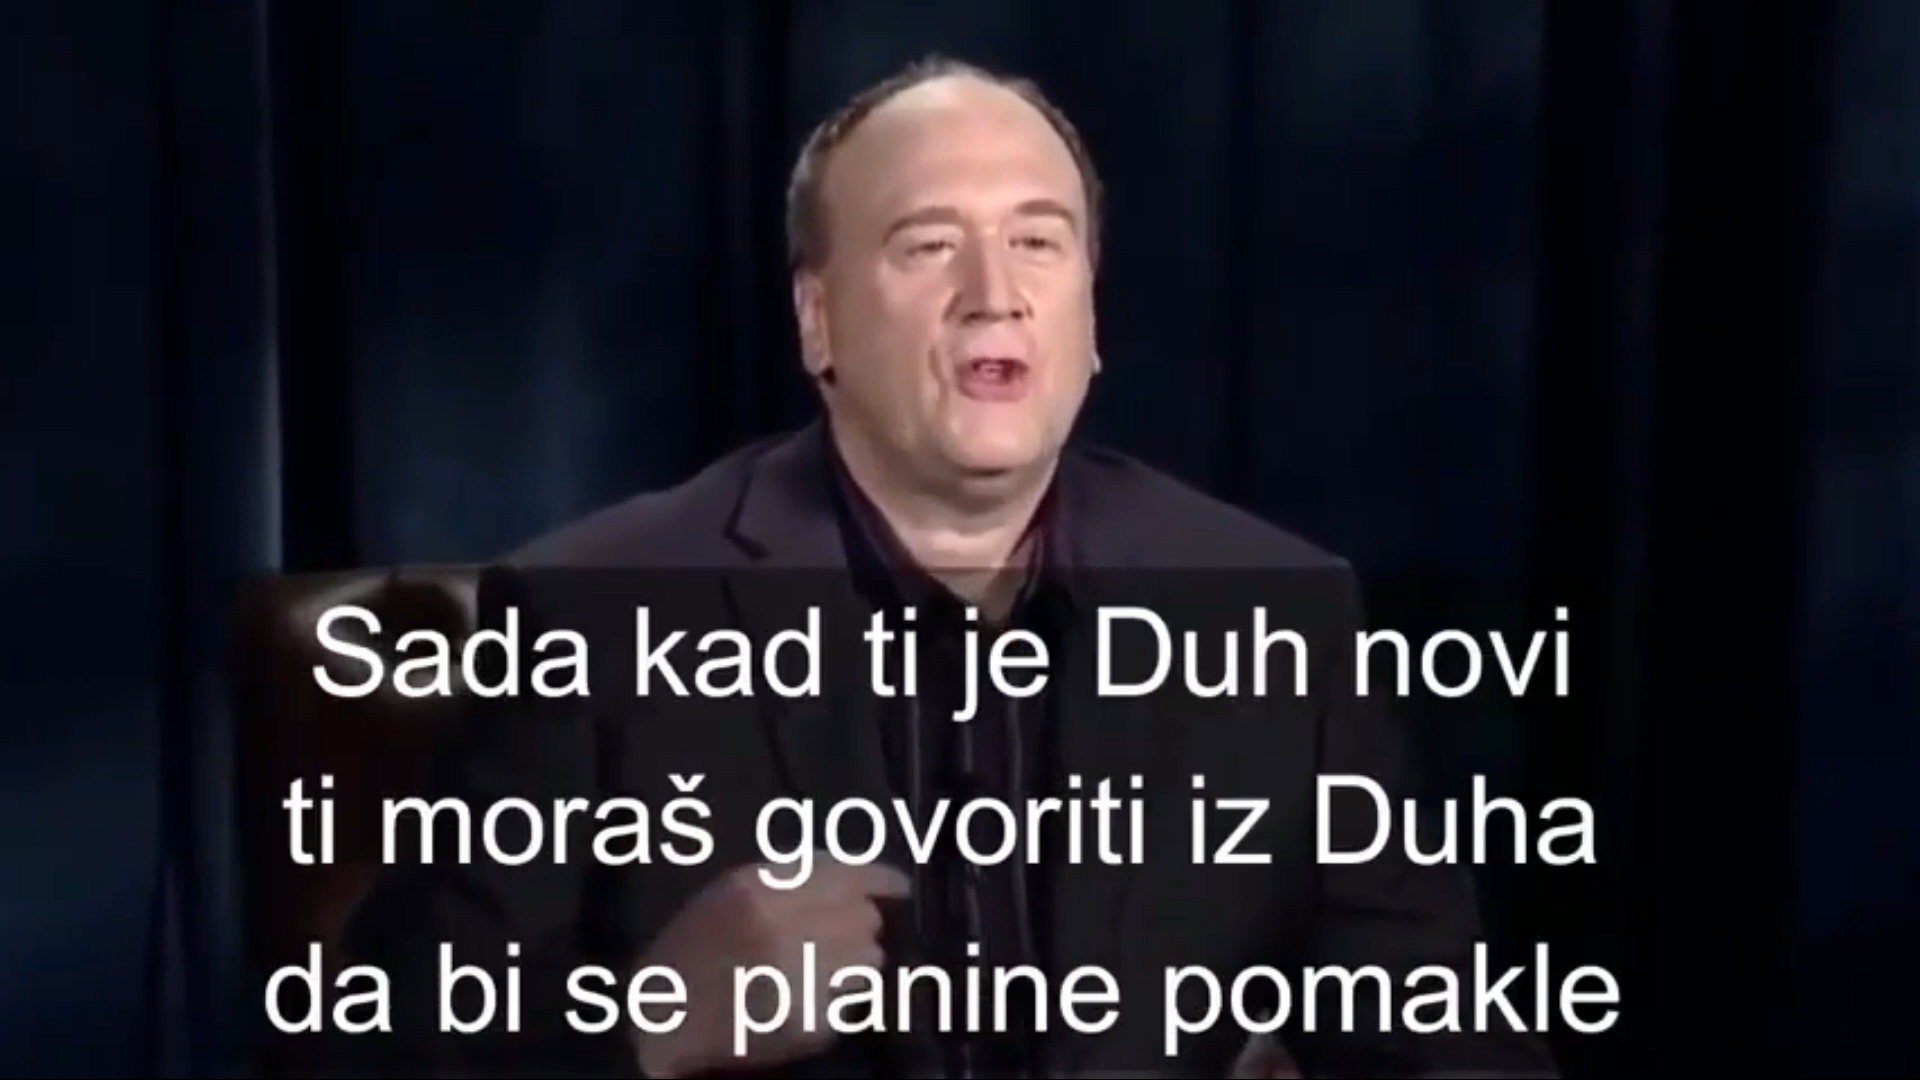 Sada kad ti je Duh novi
ti moraš govoriti iz Duha
da bi se planine pomakle